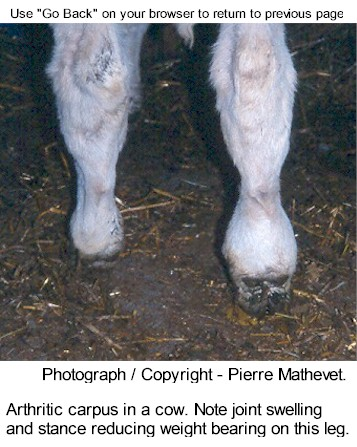 Use "Go Back" on your browser to return to previous page
Photograph / Copyright - Pierre Mathevet.
Arthritic carpus in a cow. Note joint swelling
and stance reducing weight bearing on this leg.